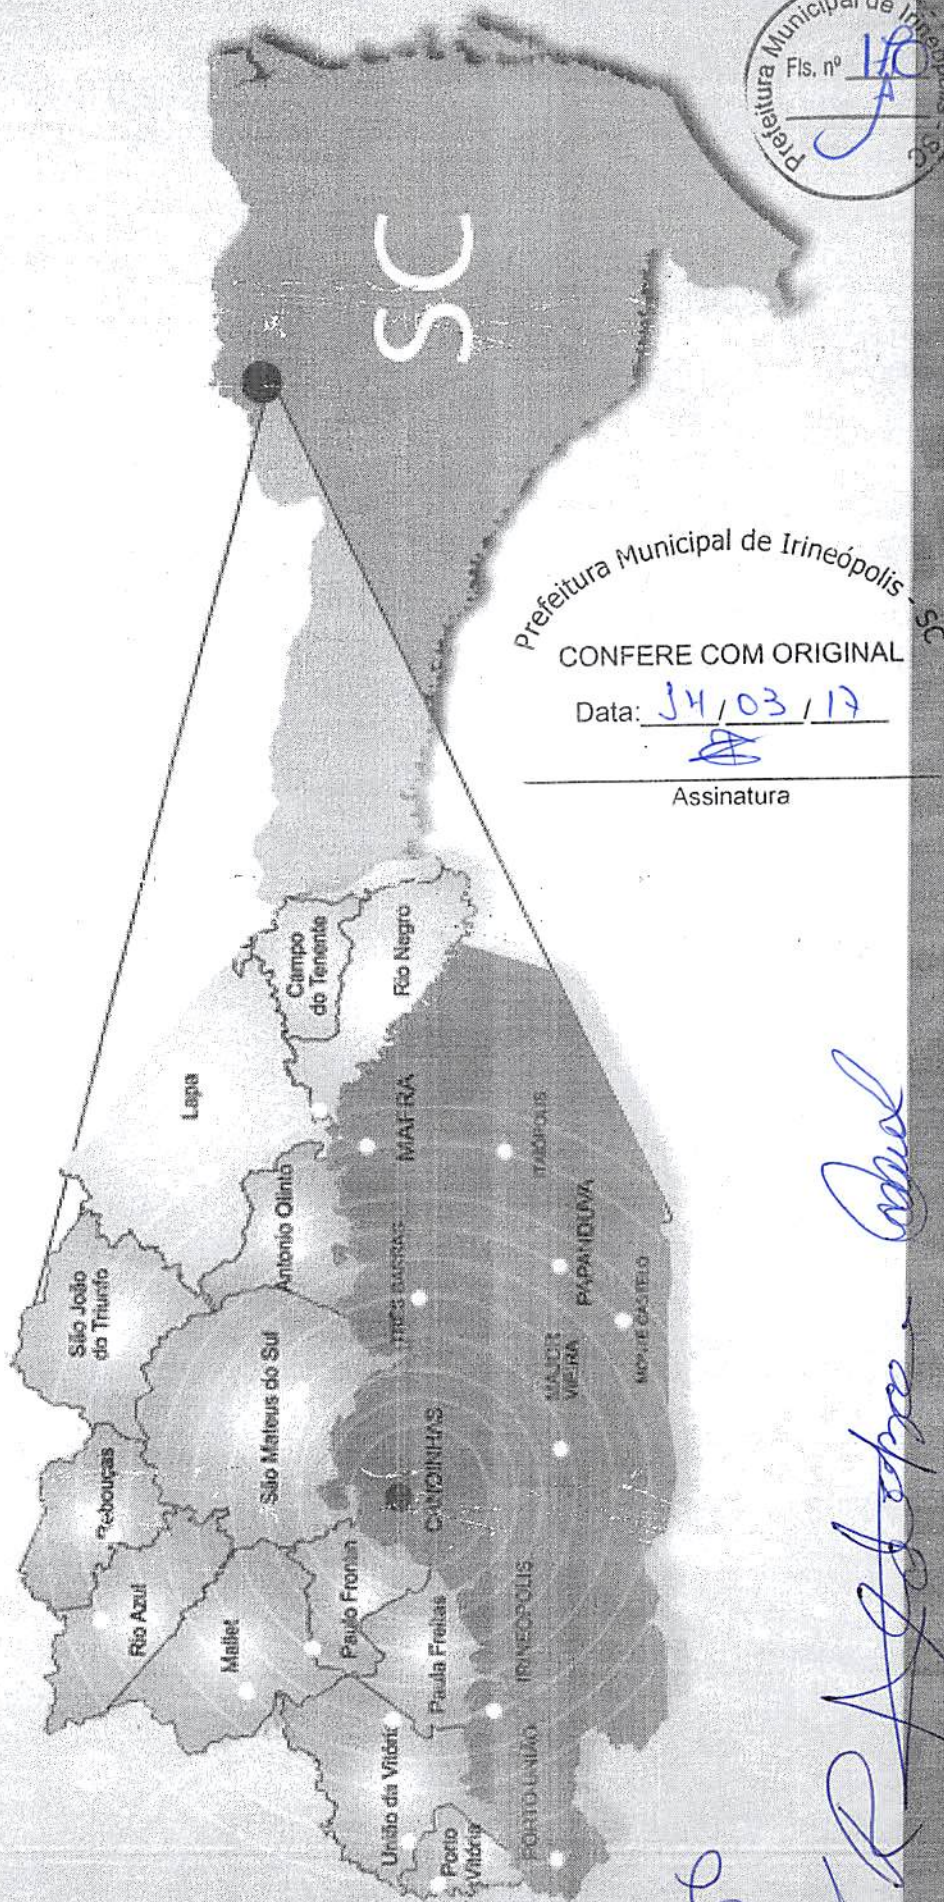 Prefeitura Municipal de
Fls. nº
SC
SC
Prefeitura Municipal de Irineópolis - SC
CONFERE COM ORIGINAL
Data: 14/03/17
Assinatura
Lapa
Campo
do Tenente
Rio Negro
São João
do Triunfo
Antonio Olinto
MAFRA
ITAIÓPOLIS
Rebouças
São Mateus do Sul
TRÊS BARRAS
PAPANDUVA
MAJOR
VIEIRA
MONTE CASTELO
Rio Azul
Mallet
Paulo Frontin
CANOINHAS
Paula Freitas
IRINEÓPOLIS
União da Vitória
Porto
Vitória
PORTO UNIÃO